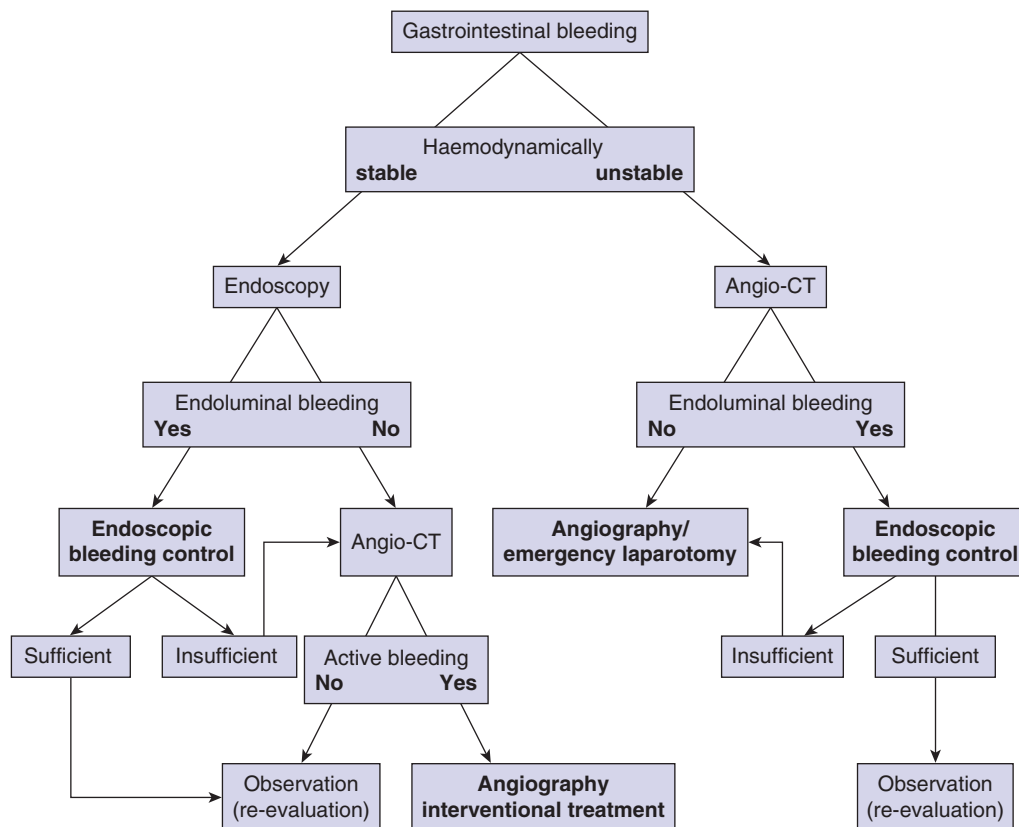 Gastrointestinal bleeding
Haemodynamically
stable unstable
Endoscopy
Angio-CT
Endoluminal bleeding
Yes No
Endoluminal bleeding
No Yes
Endoscopic
bleeding control
Angio-CT
Angiography/
emergency laparotomy
Endoscopic
bleeding control
Sufficient
Insufficient
Active bleeding
No Yes
Insufficient
Sufficient
Observation
(re-evaluation)
Angiography
interventional treatment
Observation
(re-evaluation)